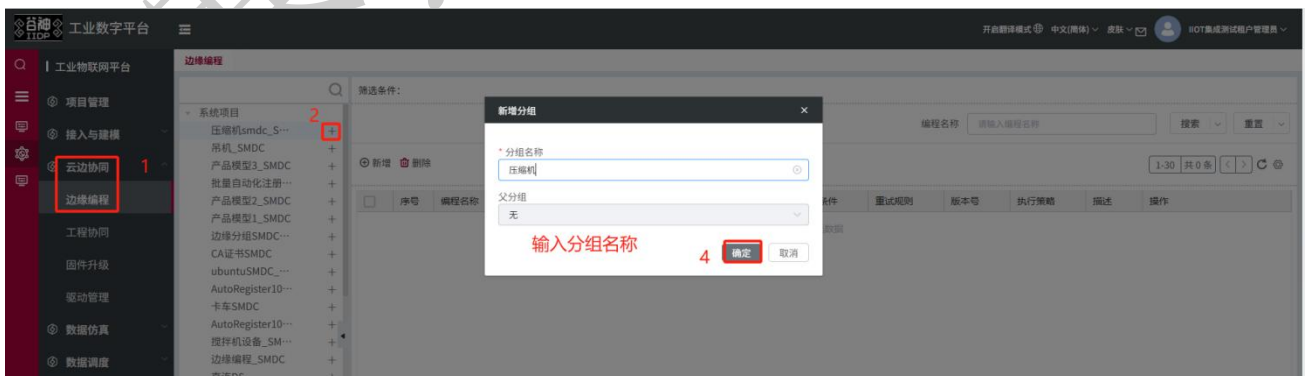 谷神
IIOP
工业数字平台
开启翻译模式 中文(简体) 皮肤 IIOT集成测试租户管理员
工业物联网平台
项目管理
接入与建模
云边协同
边缘编程
工程协同
固件升级
驱动管理
数据仿真
数据调度
1
边缘编程
系统项目
2
压缩机smdc_S…
吊机_SMDC
产品模型3_SMDC
批量自动化注册…
产品模型2_SMDC
产品模型1_SMDC
边缘分组SMDC…
CA证书SMDC
ubuntuSMDC_…
AutoRegister10…
卡车SMDC
AutoRegister10…
搅拌机设备_SM…
边缘编程_SMDC
筛选条件:
编程名称 请输入编程名称 搜索 重置
新增 删除
1-30 共0条
序号 编程名称 件 重试规则 版本号 执行策略 描述 操作
数据
新增分组
* 分组名称
压缩机
父分组
无
输入分组名称
4 确定 取消